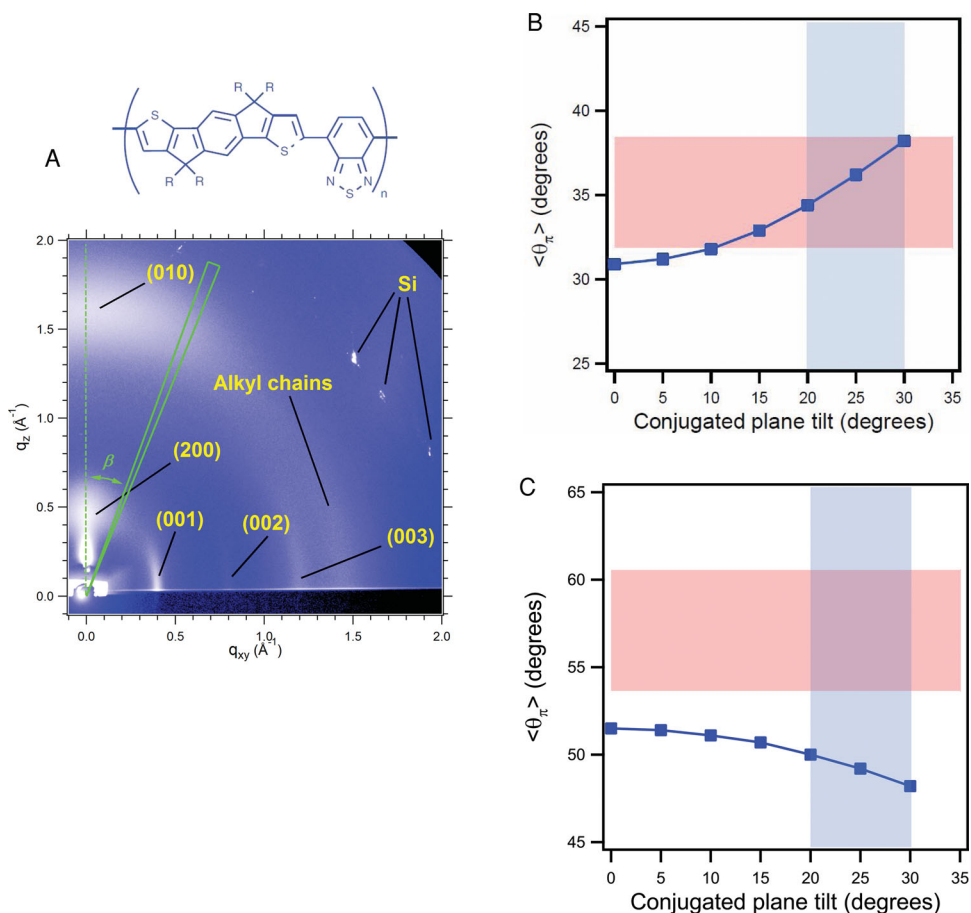 A
R R
S
S
R R
N N
S
n
2.0
1.5
1.0
0.5
0.0
q_z (Å⁻¹)
(010)
Si
Alkyl chains
(200)
β
(001)
(002)
(003)
0.0 0.5 1.0 1.5 2.0
q_xy (Å⁻¹)
B
45
40
35
30
25
<θ_π> (degrees)
0 5 10 15 20 25 30 35
Conjugated plane tilt (degrees)
C
65
60
55
50
45
<θ_π> (degrees)
0 5 10 15 20 25 30 35
Conjugated plane tilt (degrees)